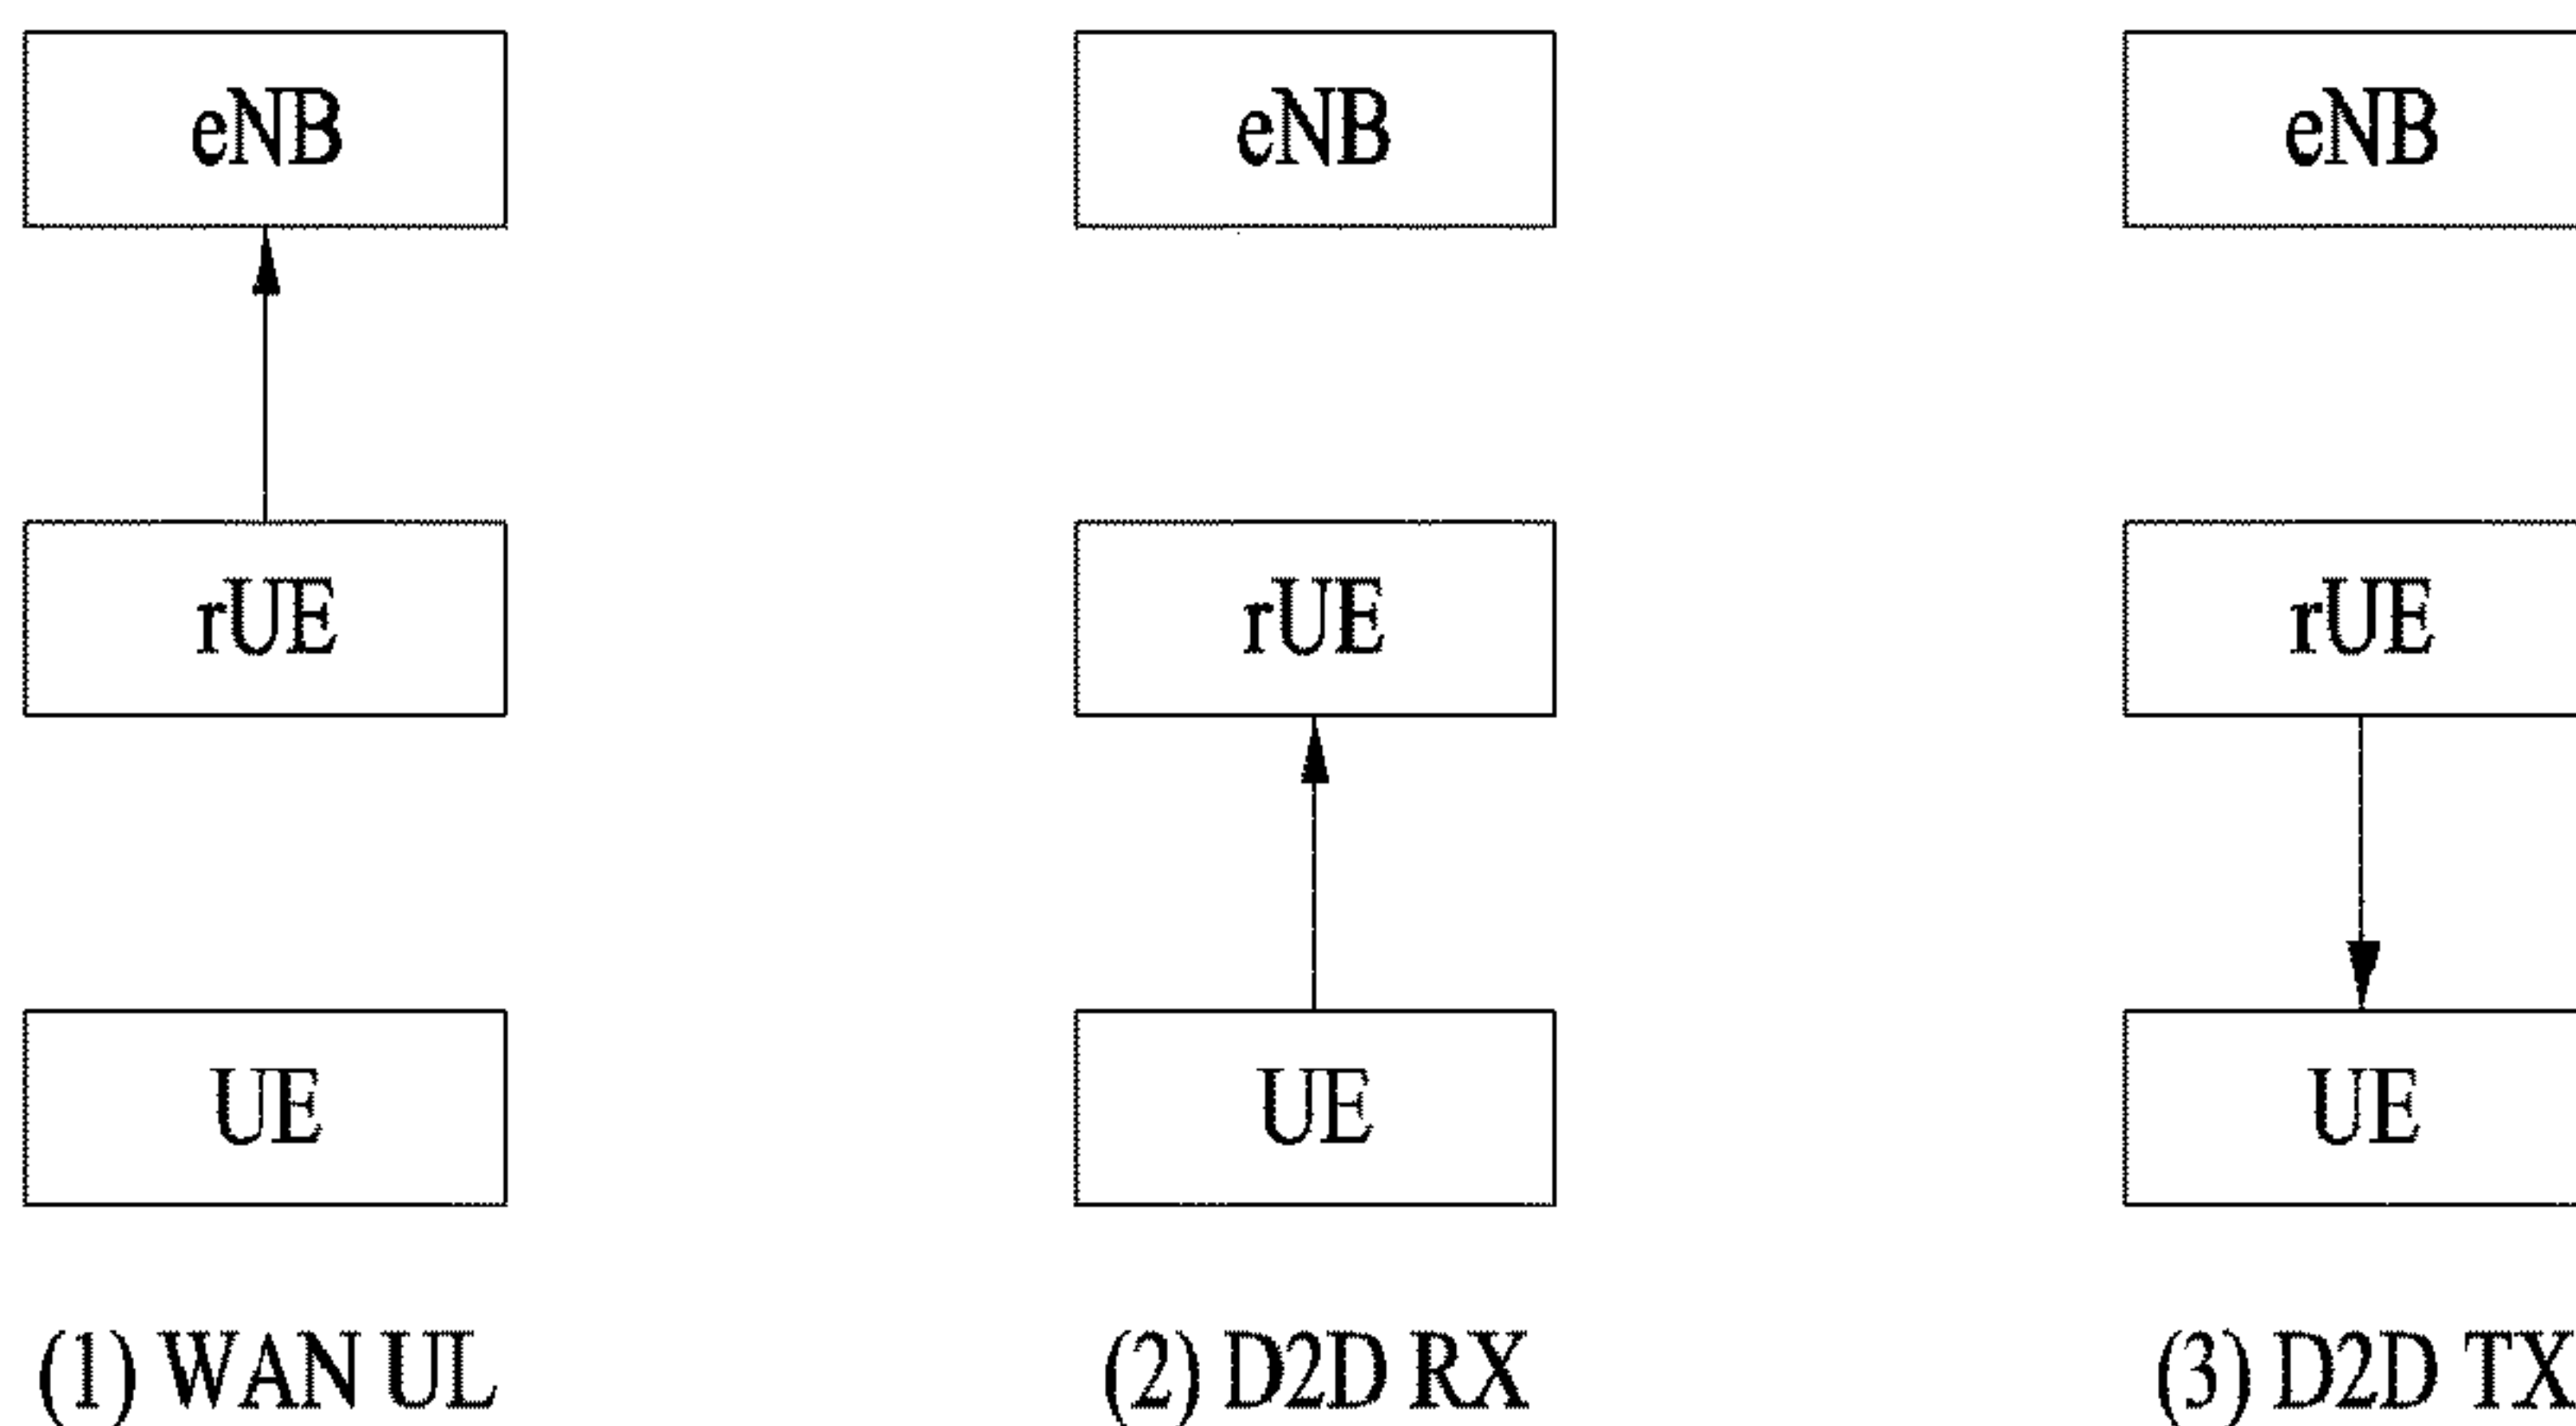 eNB
eNB
eNB
rUE
rUE
rUE
UE
UE
UE
(1) WAN UL
(2) D2D RX
(3) D2D TX